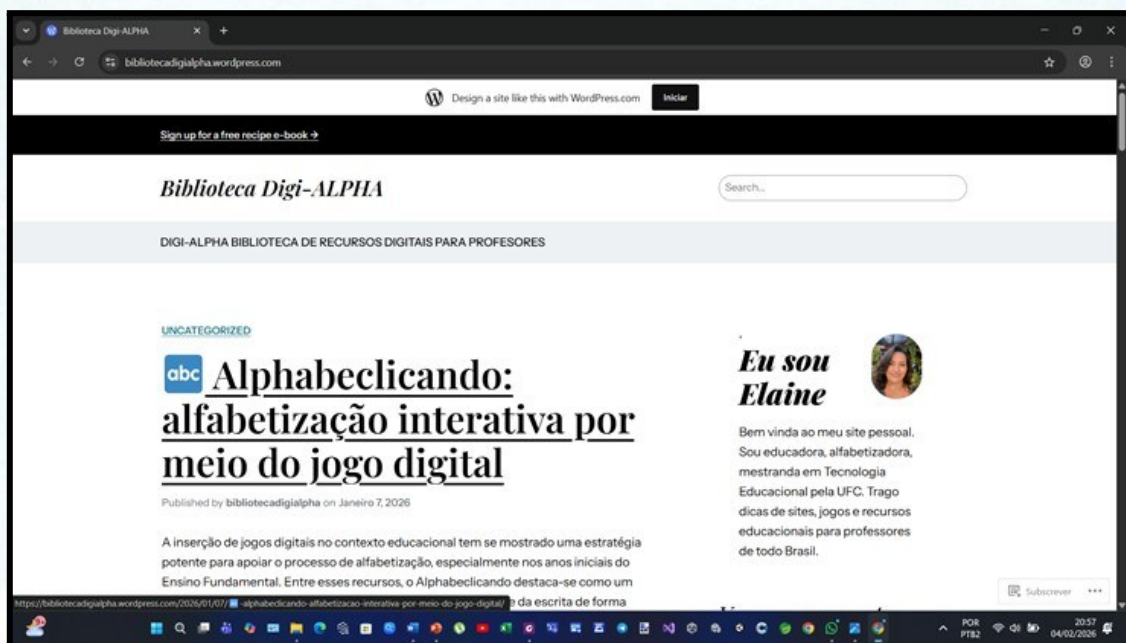 Biblioteca Digi-ALPHA
bibliotecadigialpha.wordpress.com
Design a site like this with WordPress.com Iniciar
Sign up for a free recipe e-book →
Biblioteca Digi-ALPHA
Search...
DIGI-ALPHA BIBLIOTECA DE RECURSOS DIGITAIS PARA PROFESORES
UNCATEGORIZED
abc Alphabeclicando:
alfabetização interativa por
meio do jogo digital
Published by bibliotecadigialpha on Janeiro 7, 2026
A inserção de jogos digitais no contexto educacional tem se mostrado uma estratégia
potente para apoiar o processo de alfabetização, especialmente nos anos iniciais do
Ensino Fundamental. Entre esses recursos, o Alphabeclicando destaca-se como um
e da escrita de forma
Eu sou
Elaine
Bem vinda ao meu site pessoal.
Sou educadora, alfabetizadora,
mestranda em Tecnologia
Educacional pela UFC. Trago
dicas de sites, jogos e recursos
educacionais para professores
de todo Brasil.
Subscrever
https://bibliotecadigialpha.wordpress.com/2026/01/07/-alphabeclicando-alfabetizacao-interativa-por-meio-do-jogo-digital/
POR
PTB2
20:57
04/02/2026